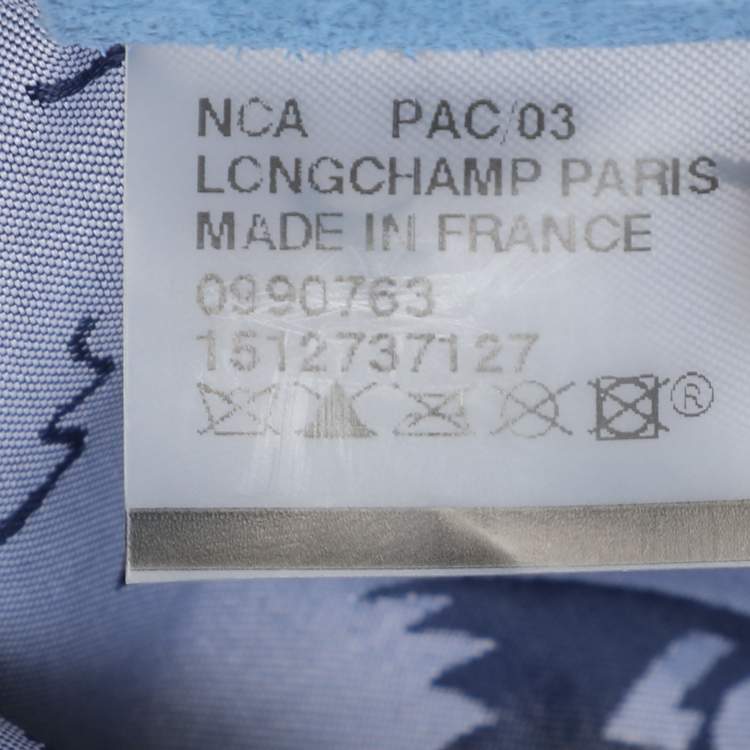 NCA PAC/03
LONGCHAMP PARIS
MADE IN FRANCE
0990763
1512737127
®